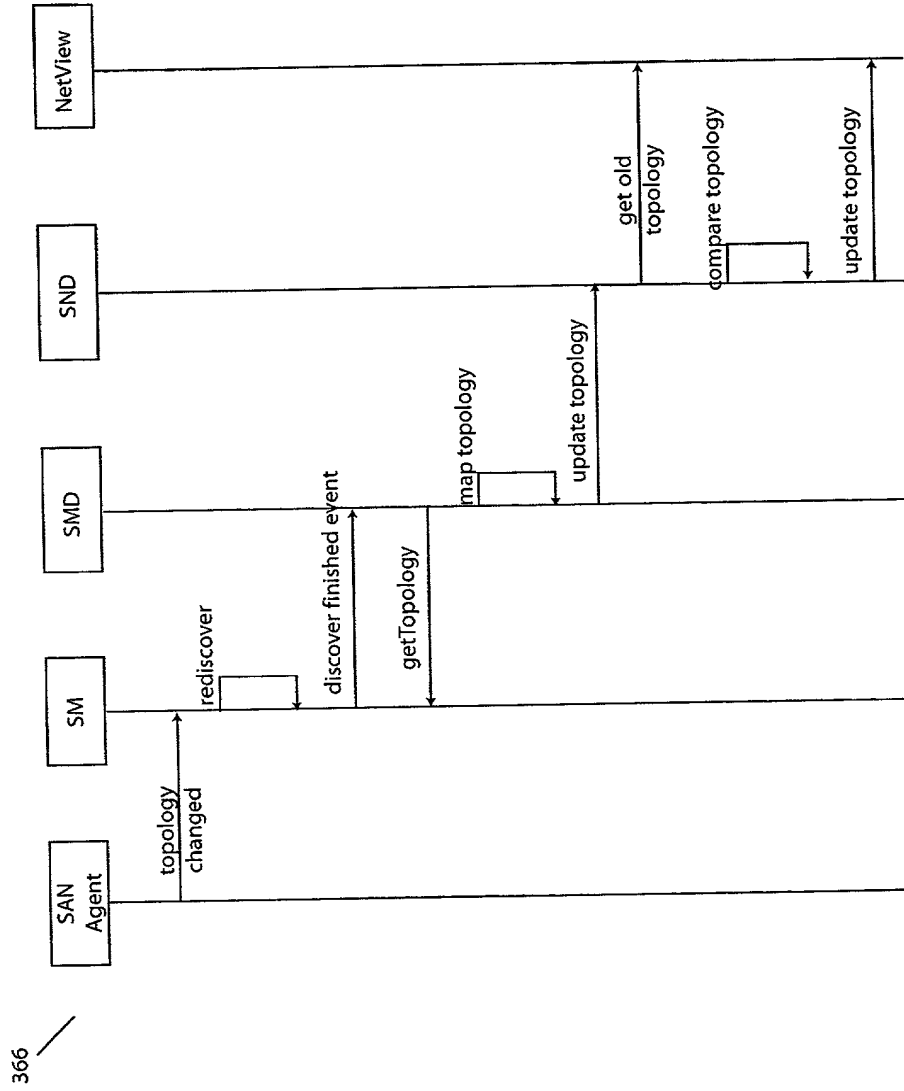 366
SAN
Agent
SM
SMD
SND
NetView
topology
changed
rediscover
discover finished event
getTopology
map topology
update topology
get old
topology
compare topology
update topology